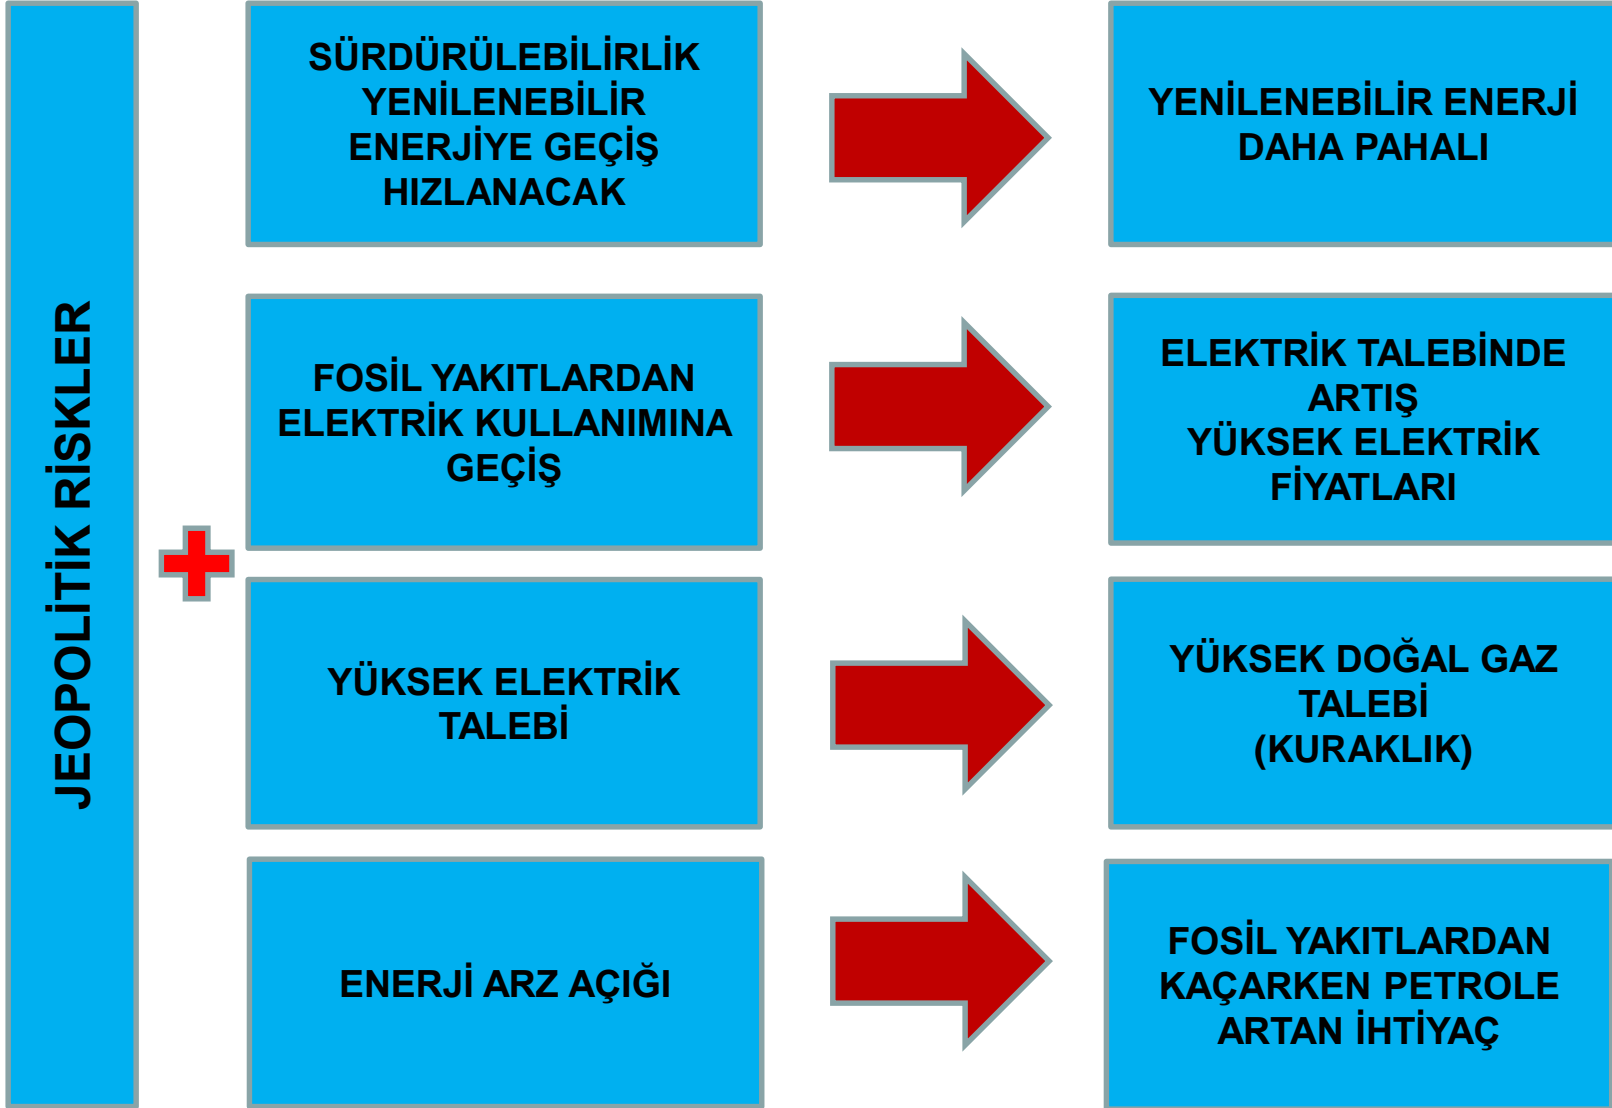 JEOPOLİTİK RİSKLER
SÜRDÜRÜLEBİLİRLİK
YENİLENEBİLİR
ENERJİYE GEÇİŞ
HIZLANACAK
YENİLENEBİLİR ENERJİ
DAHA PAHALI
FOSİL YAKITLARDAN
ELEKTRİK KULLANIMINA
GEÇİŞ
ELEKTRİK TALEBİNDE
ARTIŞ
YÜKSEK ELEKTRİK
FİYATLARI
YÜKSEK ELEKTRİK
TALEBİ
YÜKSEK DOĞAL GAZ
TALEBİ
(KURAKLIK)
ENERJİ ARZ AÇIĞI
FOSİL YAKITLARDAN
KAÇARKEN PETROLE
ARTAN İHTİYAÇ